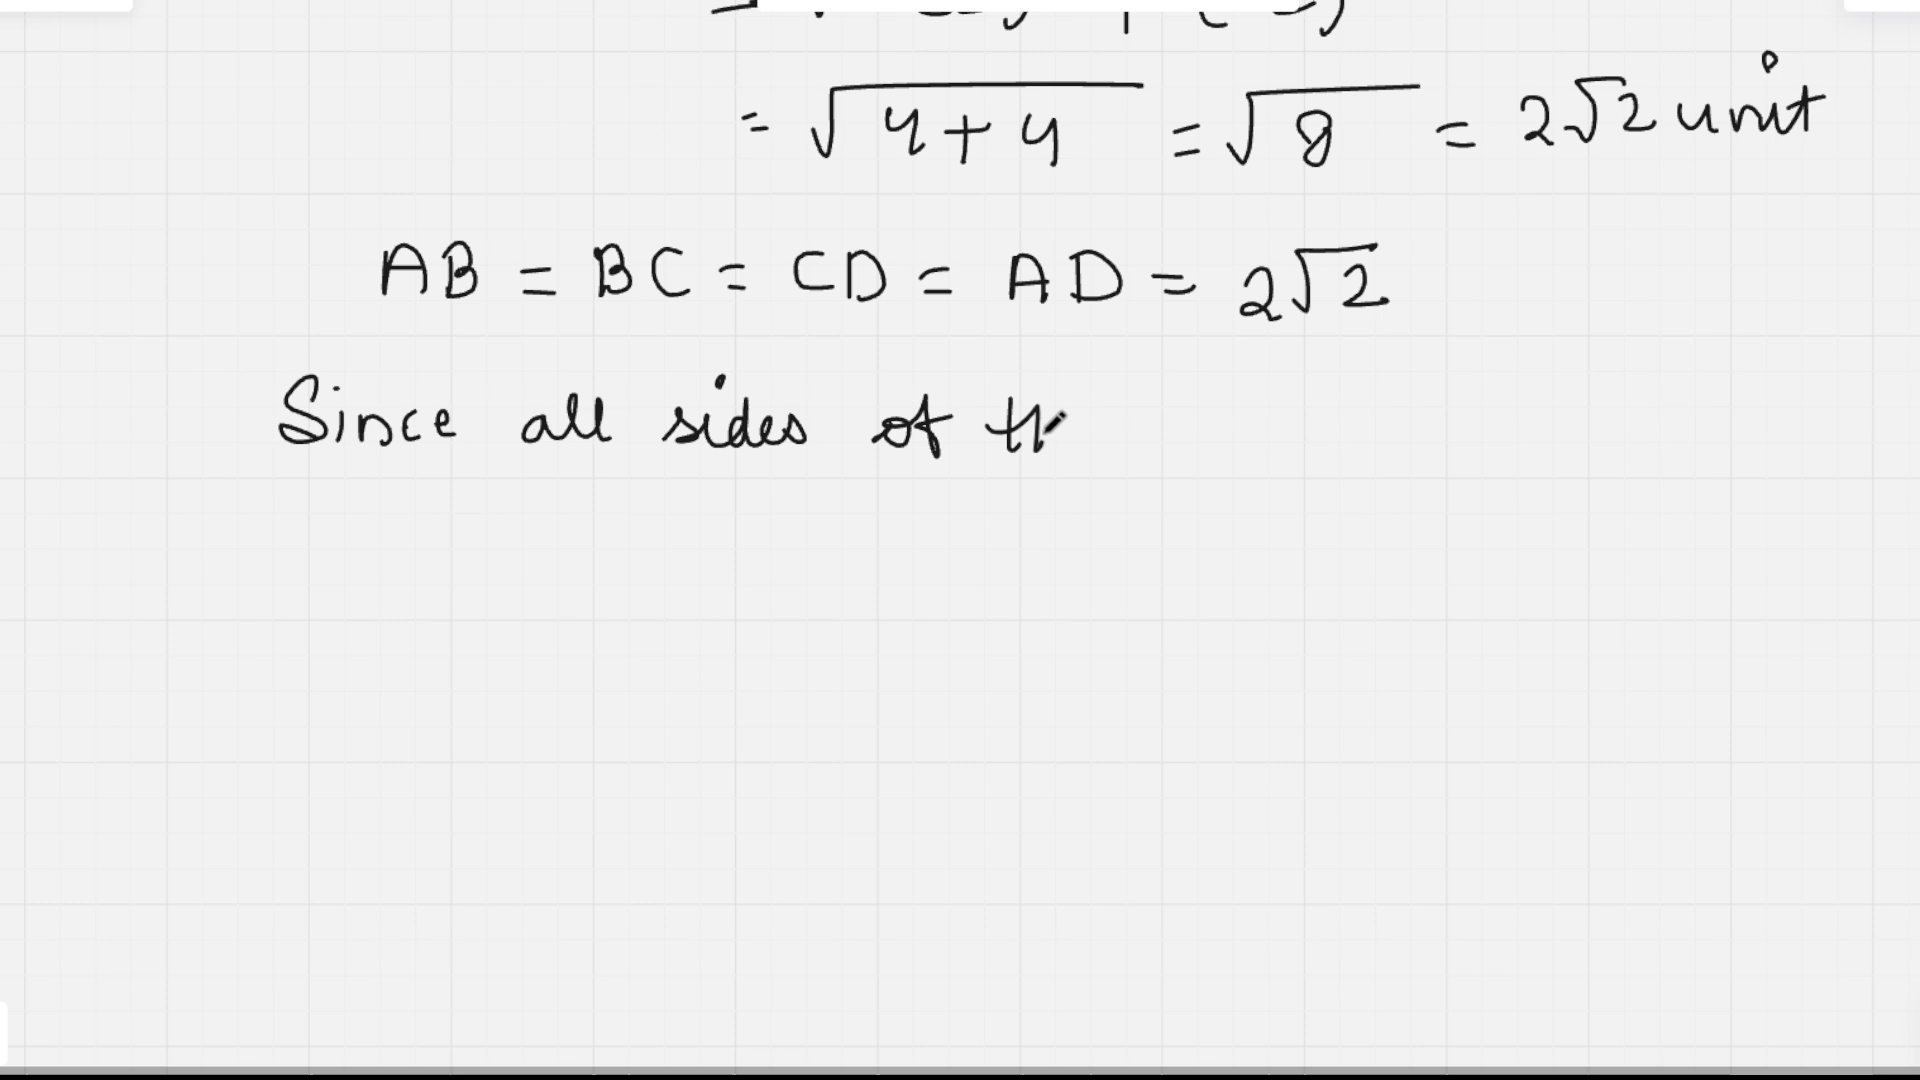 = √4+4 = √8 = 2√2 unit
AB = BC = CD = AD = 2√2
Since all sides of th